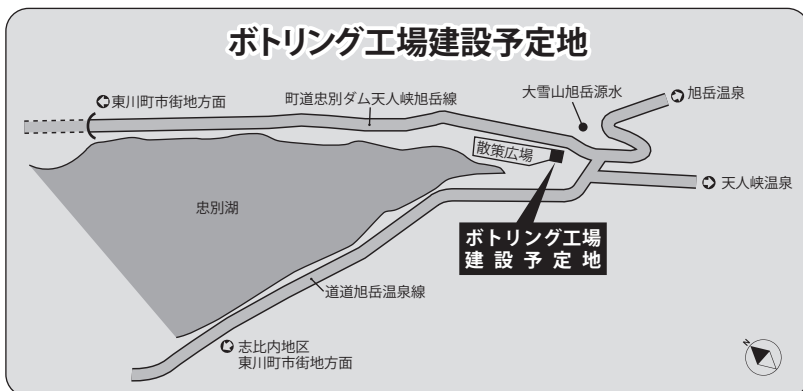 ボトリング工場建設予定地
東川町市街地方面
町道忠別ダム天人峡旭岳線
大雪山旭岳源水
旭岳温泉
散策広場
天人峡温泉
忠別湖
ボトリング工場
建設予定地
道道旭岳温泉線
志比内地区
東川町市街地方面
N